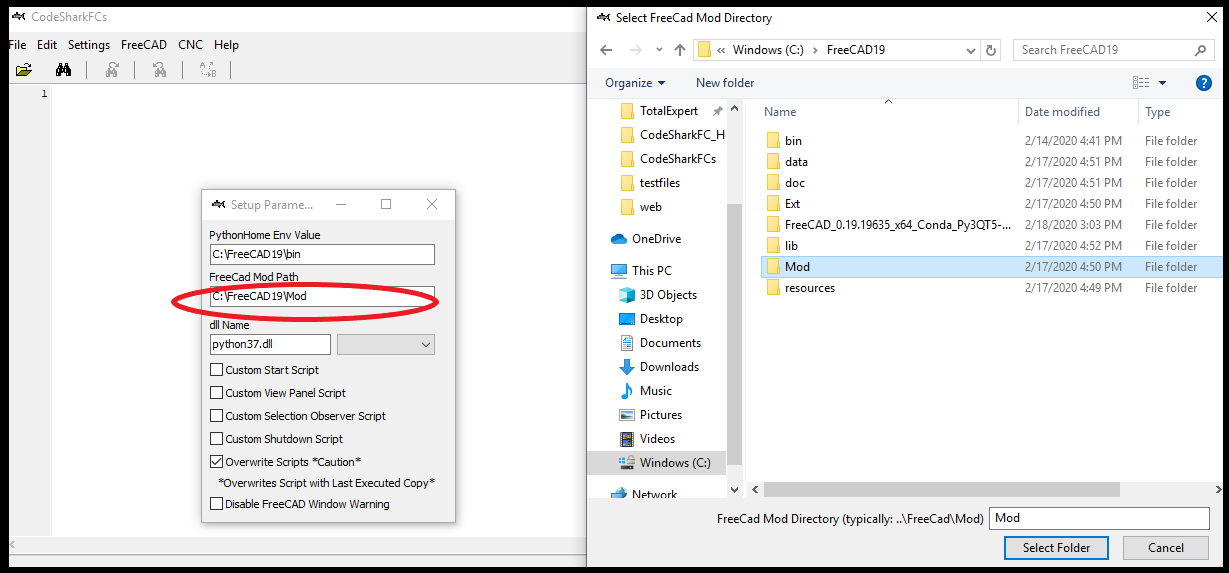 CodeSharkFCs
File Edit Settings FreeCAD CNC Help
1
Setup Parame...
PythonHome Env Value
C:\FreeCAD19\bin
FreeCad Mod Path
C:\FreeCAD19\Mod
dll Name
python37.dll
Custom Start Script
Custom View Panel Script
Custom Selection Observer Script
Custom Shutdown Script
Overwrite Scripts *Caution*
*Overwrites Script with Last Executed Copy*
Disable FreeCAD Window Warning
Select FreeCad Mod Directory
« Windows (C:) › FreeCAD19
Search FreeCAD19
Organize New folder
TotalExpert
CodeSharkFC_H
CodeSharkFCs
testfiles
web
OneDrive
This PC
3D Objects
Desktop
Documents
Downloads
Music
Pictures
Videos
Windows (C:)
Network
Name Date modified Type
bin 2/14/2020 4:41 PM File folder
data 2/17/2020 4:51 PM File folder
doc 2/17/2020 4:51 PM File folder
Ext 2/17/2020 4:50 PM File folder
FreeCAD_0.19.19635_x64_Conda_Py3QT5-... 2/18/2020 3:03 PM File folder
lib 2/17/2020 4:52 PM File folder
Mod 2/17/2020 4:50 PM File folder
resources 2/17/2020 4:49 PM File folder
FreeCad Mod Directory (typically: ..\FreeCad\Mod) Mod
Select Folder Cancel